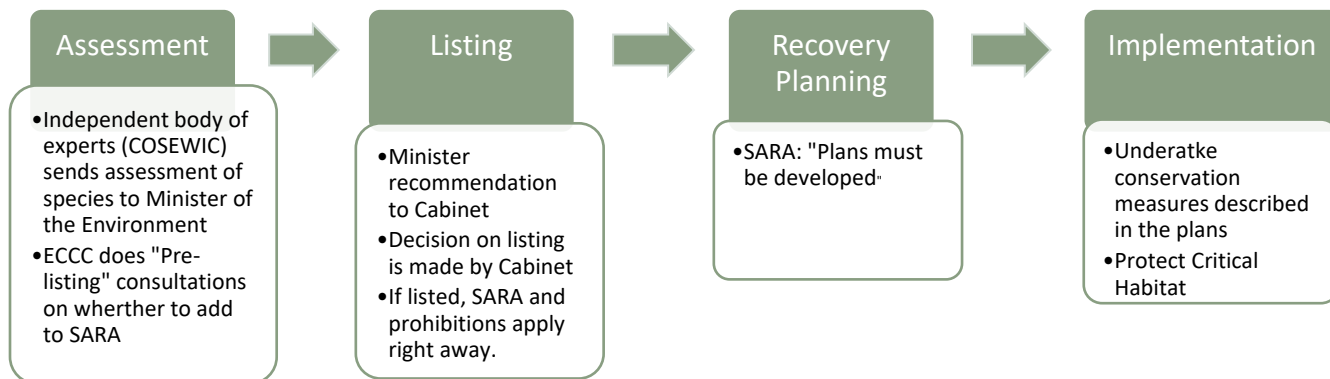 Assessment
•Independent body of
experts (COSEWIC)
sends assessment of
species to Minister of
the Environment
•ECCC does "Pre-
listing" consultations
on wherther to add
to SARA
Listing
•Minister
recommendation
to Cabinet
•Decision on listing
is made by Cabinet
•If listed, SARA and
prohibitions apply
right away.
Recovery
Planning
•SARA: "Plans must
be developed"
Implementation
•Underatke
conservation
measures described
in the plans
•Protect Critical
Habitat